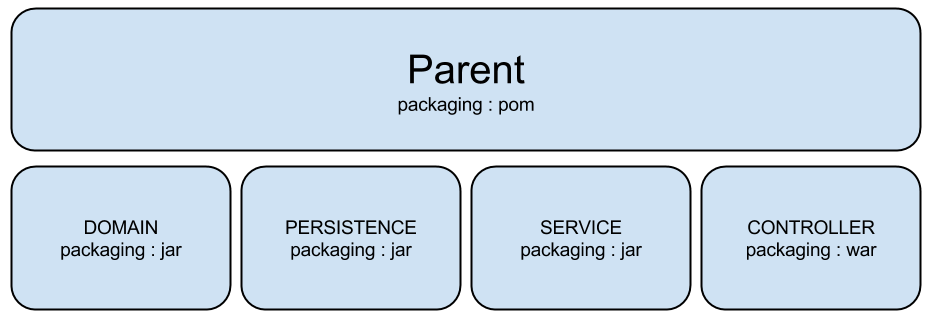 Parent
packaging : pom
DOMAIN
packaging : jar
PERSISTENCE
packaging : jar
SERVICE
packaging : jar
CONTROLLER
packaging : war